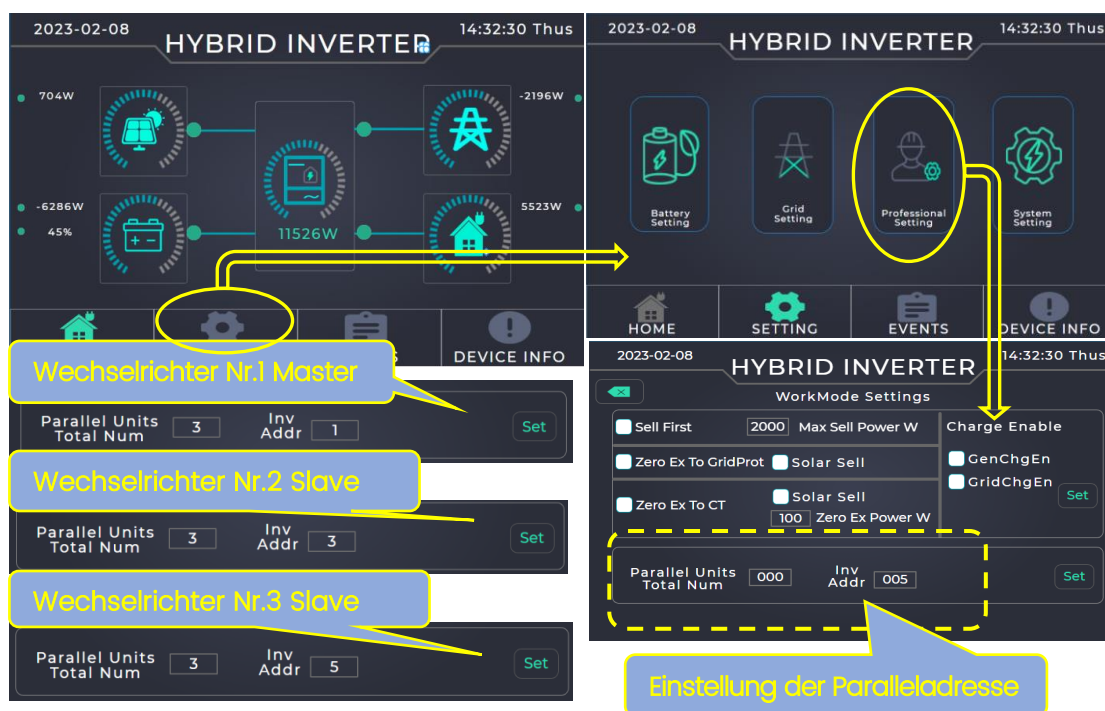 2023-02-08
HYBRID INVERTER
14:32:30 Thus
704W
-2196W
-6286W
45%
5523W
11526W
S
DEVICE INFO
2023-02-08
HYBRID INVERTER
14:32:30 Thus
Battery
Setting
Grid
Setting
Professional
Setting
System
Setting
HOME
SETTING
EVENTS
DEVICE INFO
Wechselrichter Nr.1 Master
Parallel Units
Total Num
3
Inv
Addr
1
Set
Wechselrichter Nr.2 Slave
Parallel Units
Total Num
3
Inv
Addr
3
Set
Wechselrichter Nr.3 Slave
Parallel Units
Total Num
3
Inv
Addr
5
Set
2023-02-08
HYBRID INVERTER
14:32:30 Thus
WorkMode Settings
Sell First
2000 Max Sell Power W
Zero Ex To GridProt
Solar Sell
Zero Ex To CT
Solar Sell
100 Zero Ex Power W
Charge Enable
GenChgEn
GridChgEn
Set
Parallel Units
Total Num
000
Inv
Addr
005
Set
Einstellung der Paralleladresse